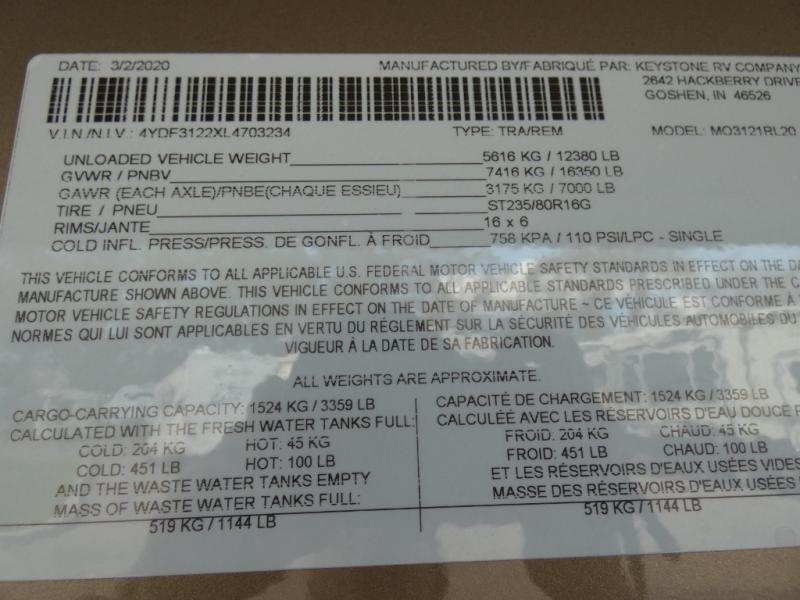 DATE: 3/2/2020
MANUFACTURED BY/FABRIQUÉ PAR: KEYSTONE RV COMPANY
2642 HACKBERRY DRIVE
GOSHEN, IN 46526
V.I.N./N.I.V.: 4YDF3122XL4703234 TYPE: TRA/REM MODEL: MO3121RL20
UNLOADED VEHICLE WEIGHT 5616 KG / 12380 LB
GVWR / PNBV 7416 KG / 16350 LB
GAWR (EACH AXLE)/PNBE(CHAQUE ESSIEU) 3175 KG / 7000 LB
TIRE / PNEU ST235/80R16G
RIMS/JANTE 16 x 6
COLD INFL. PRESS/PRESS. DE GONFL. À FROID 758 KPA / 110 PSI/LPC - SINGLE
THIS VEHICLE CONFORMS TO ALL APPLICABLE U.S. FEDERAL MOTOR VEHICLE SAFETY STANDARDS IN EFFECT ON THE
MANUFACTURE SHOWN ABOVE. THIS VEHICLE CONFORMS TO ALL APPLICABLE STANDARDS PRESCRIBED UNDER THE
MOTOR VEHICLE SAFETY REGULATIONS IN EFFECT ON THE DATE OF MANUFACTURE ~ CE VÉHICULE EST CONFORME À
NORMES QUI LUI SONT APPLICABLES EN VERTU DU RÉGLEMENT SUR LA SÉCURITÉ DES VÉHICULES AUTOMOBILES DU
VIGUEUR À LA DATE DE SA FABRICATION.
ALL WEIGHTS ARE APPROXIMATE.
CARGO-CARRYING CAPACITY: 1524 KG / 3359 LB
CALCULATED WITH THE FRESH WATER TANKS FULL:
COLD: 204 KG HOT: 45 KG
COLD: 451 LB HOT: 100 LB
AND THE WASTE WATER TANKS EMPTY
MASS OF WASTE WATER TANKS FULL:
519 KG / 1144 LB
CAPACITÉ DE CHARGEMENT: 1524 KG / 3359 LB
CALCULÉE AVEC LES RÉSERVOIRS D'EAU DOUCE
FROID: 204 KG CHAUD: 45 KG
FROID: 451 LB CHAUD: 100 LB
ET LES RÉSERVOIRS D'EAUX USÉES VIDES
MASSE DES RÉSERVOIRS D'EAUX USÉES
519 KG / 1144 LB